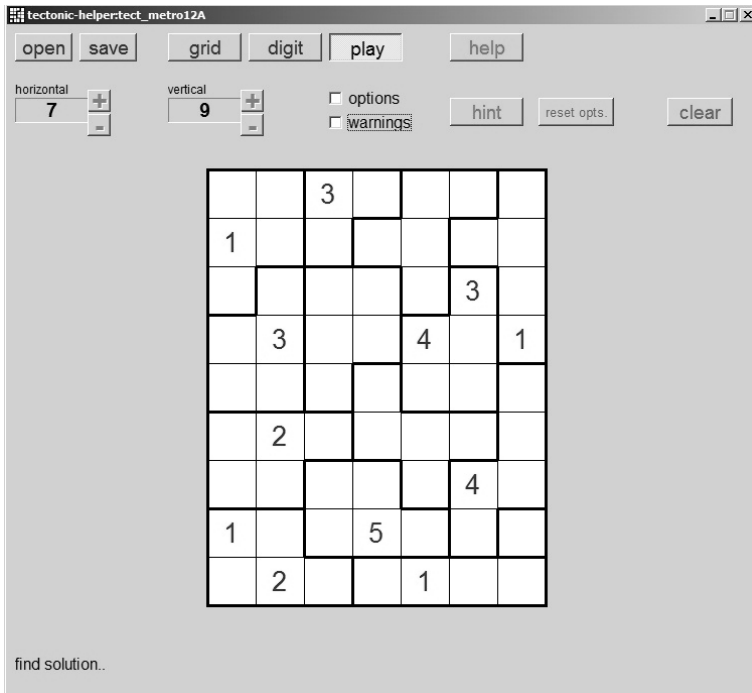 tectonic-helper:tect_metro12A
open save grid digit play help
horizontal vertical
7 + - 9 + - options
warnings hint reset opts. clear
3
1
3
3 4 1
2
4
1 5
2 1
find solution..